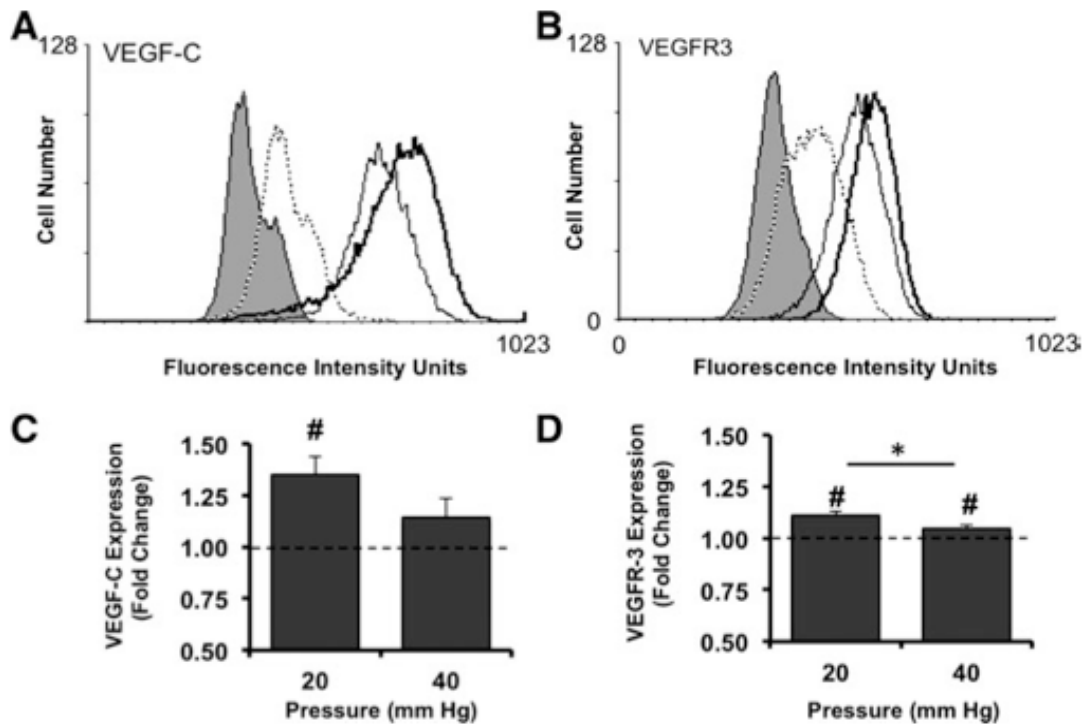 A
128
VEGF-C
Cell Number
1023
Fluorescence Intensity Units
B
128
VEGFR3
Cell Number
0
0
1023
Fluorescence Intensity Units
C
#
VEGF-C Expression
(Fold Change)
1.50
1.25
1.00
0.75
0.50
20
40
Pressure (mm Hg)
D
*
#
#
VEGFR-3 Expression
(Fold Change)
1.50
1.25
1.00
0.75
0.50
20
40
Pressure (mm Hg)